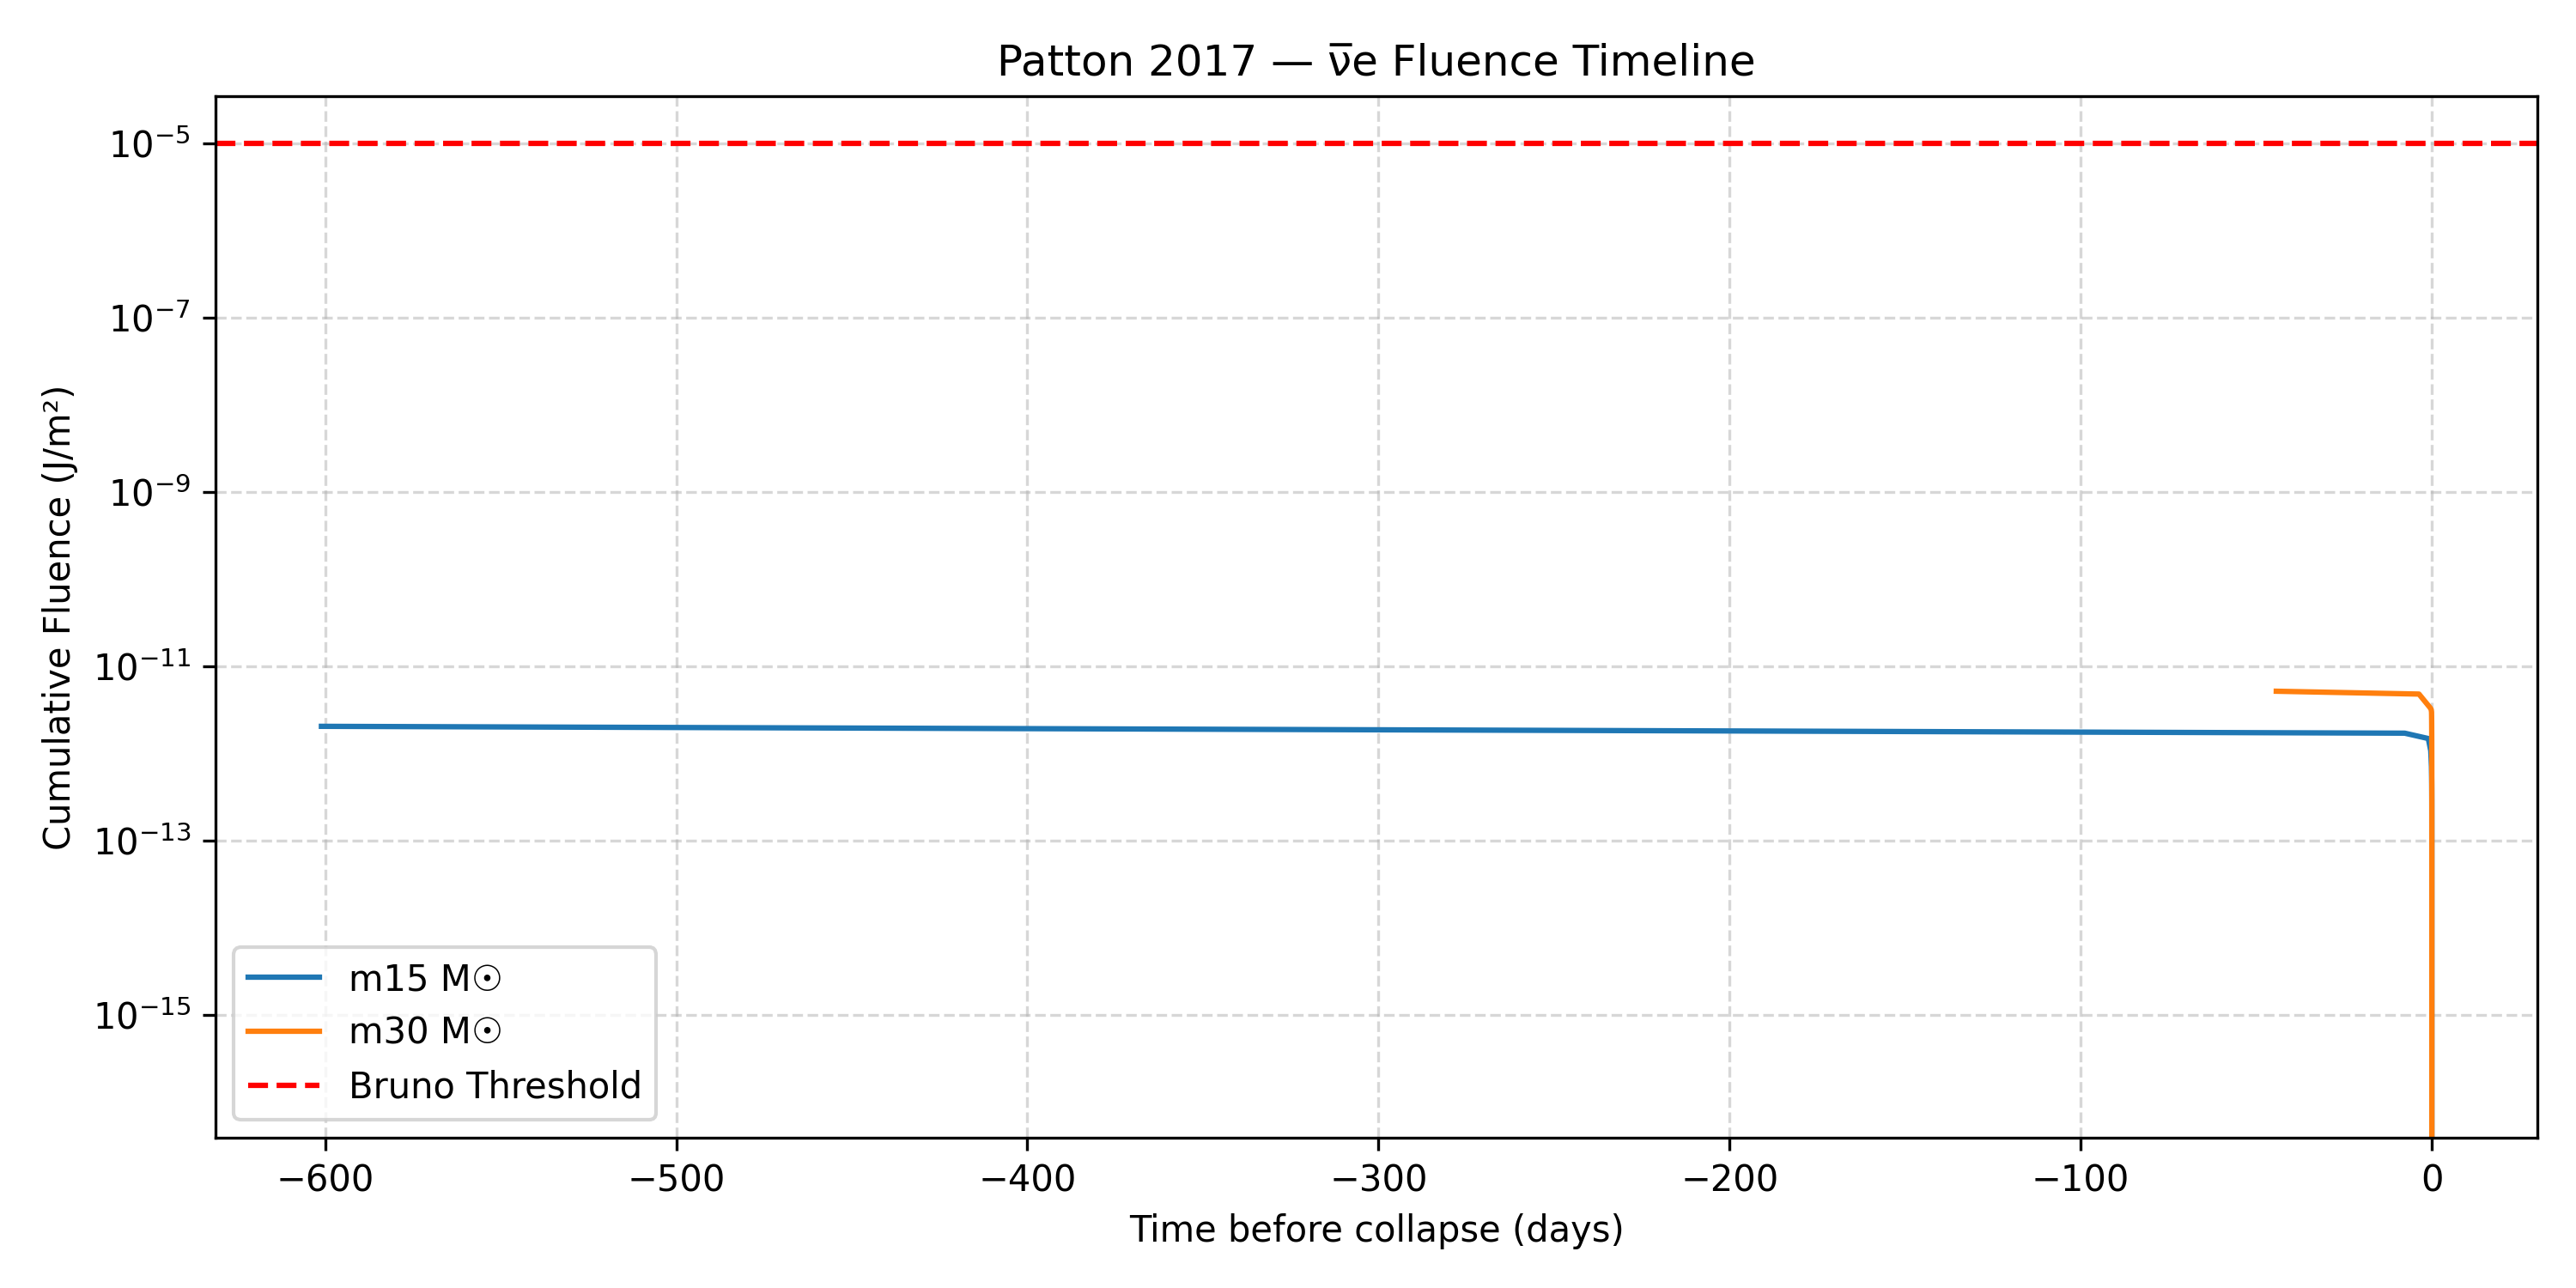 Patton 2017 — ν̅e Fluence Timeline
Cumulative Fluence (J/m²)
10⁻⁵
10⁻⁷
10⁻⁹
10⁻¹¹
10⁻¹³
10⁻¹⁵
m15 M☉
m30 M☉
Bruno Threshold
−600 −500 −400 −300 −200 −100 0
Time before collapse (days)